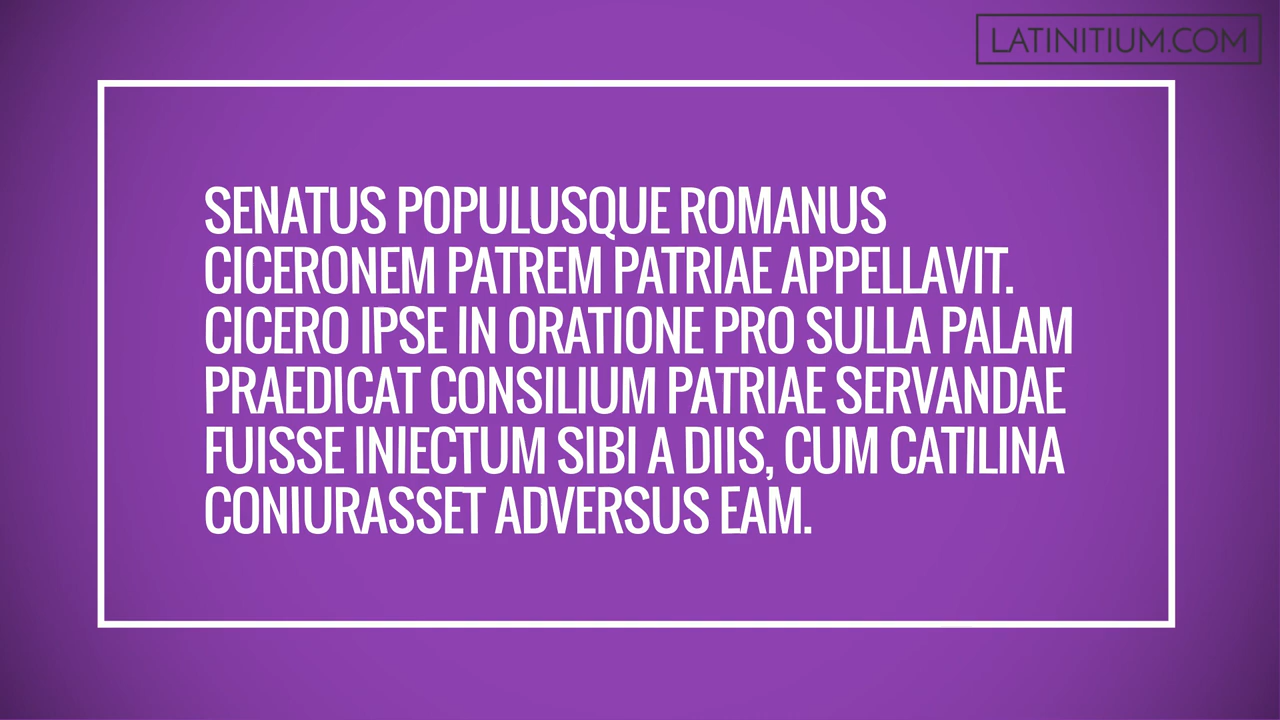 LATINITIUM.COM
SENATUS POPULUSQUE ROMANUS
CICERONEM PATREM PATRIAE APPELLAVIT.
CICERO IPSE IN ORATIONE PRO SULLA PALAM
PRAEDICAT CONSILIUM PATRIAE SERVANDAE
FUISSE INIECTUM SIBI A DIIS, CUM CATILINA
CONIURASSET ADVERSUS EAM.